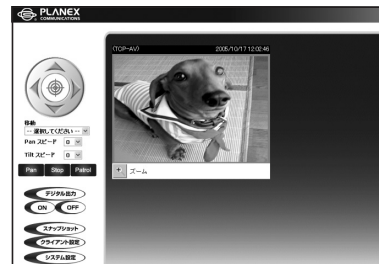 PLANEX
COMMUNICATIONS
(TCP-AV) 2005/10/17 12:02:46
移動
-- 選択してください --
Pan スピード 0
Tilt スピード 0
Pan Stop Patrol
ズーム
デジタル出力
ON OFF
スナップショット
クライアント設定
システム設定